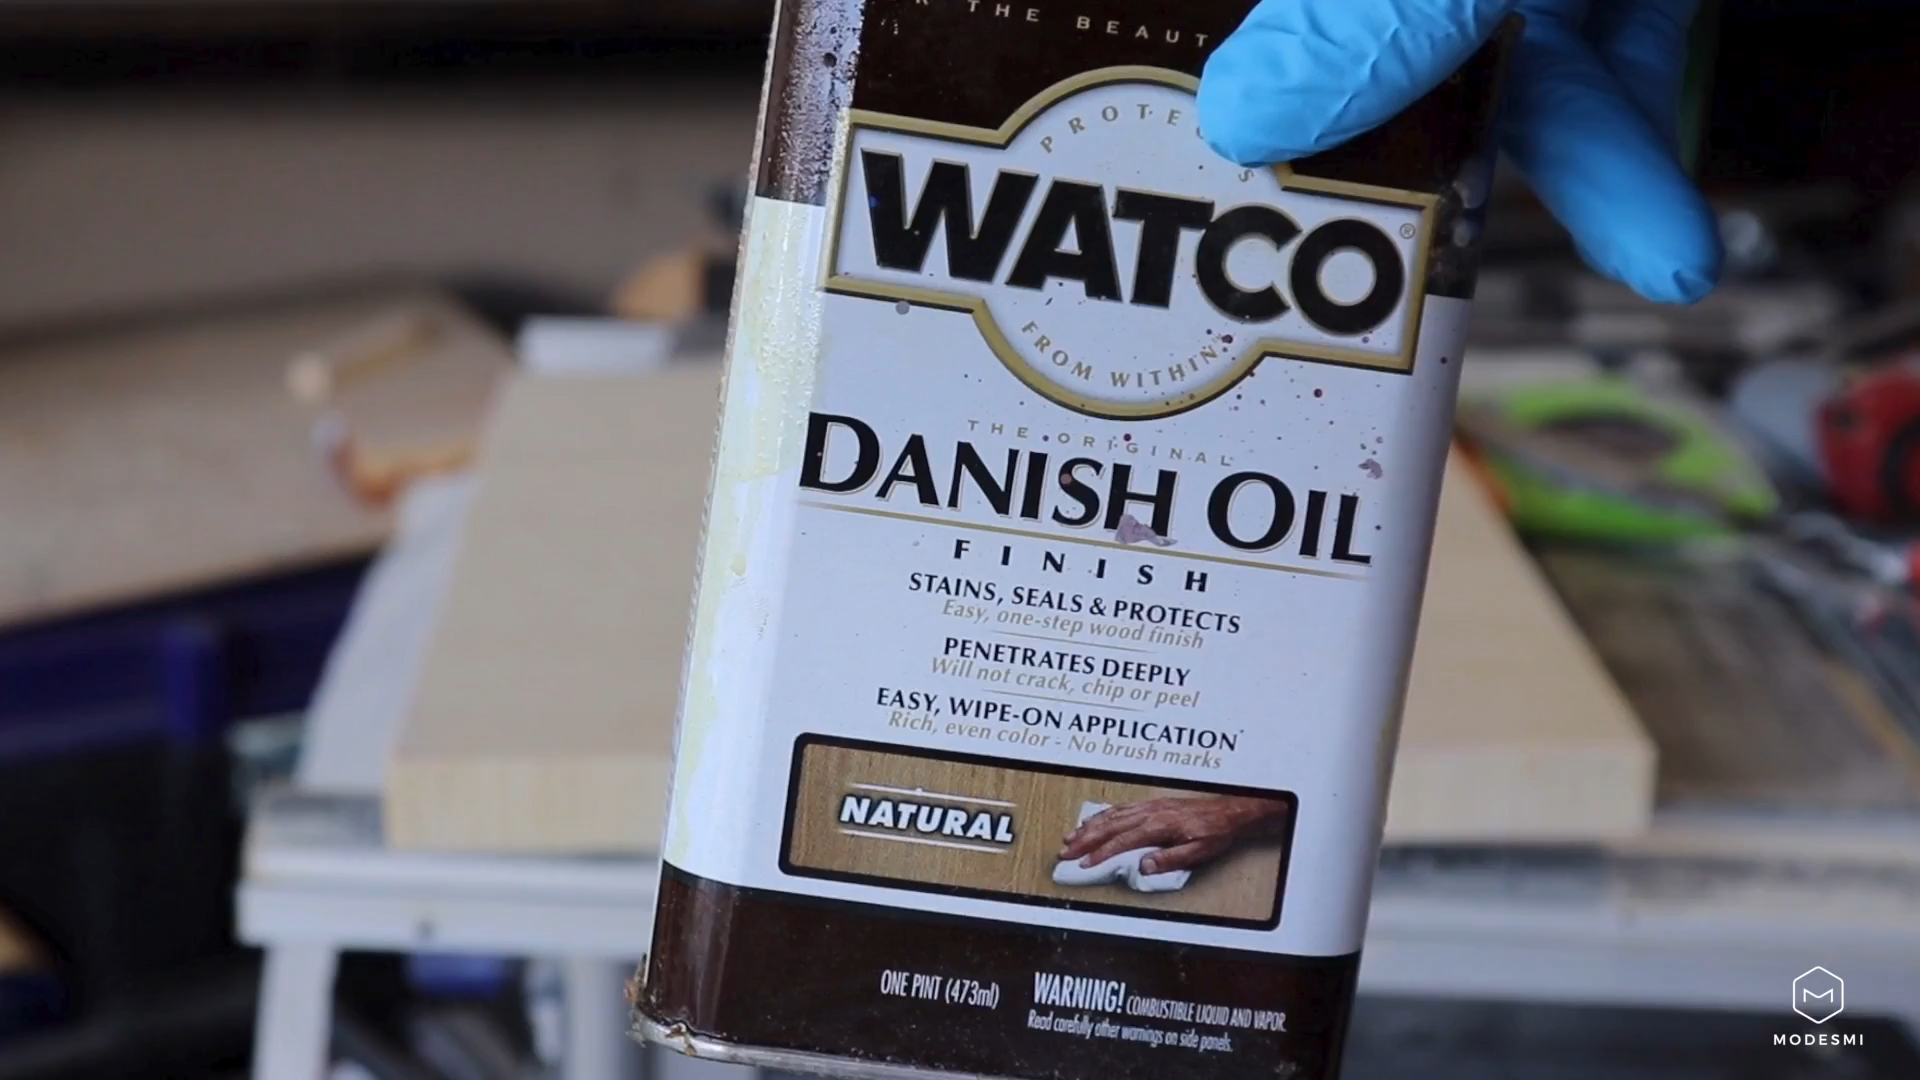 THE BEAUT
PROTEC S
WATCO®
FROM WITHIN
THE ORIGINAL
DANISH OIL
FINISH
STAINS, SEALS & PROTECTS
Easy, one-step wood finish
PENETRATES DEEPLY
Will not crack, chip or peel
EASY, WIPE-ON APPLICATION
Rich, even color - No brush marks
NATURAL
ONE PINT (473ml)
WARNING! COMBUSTIBLE LIQUID AND VAPOR.
Read carefully other warnings on side panels.
MODESMI